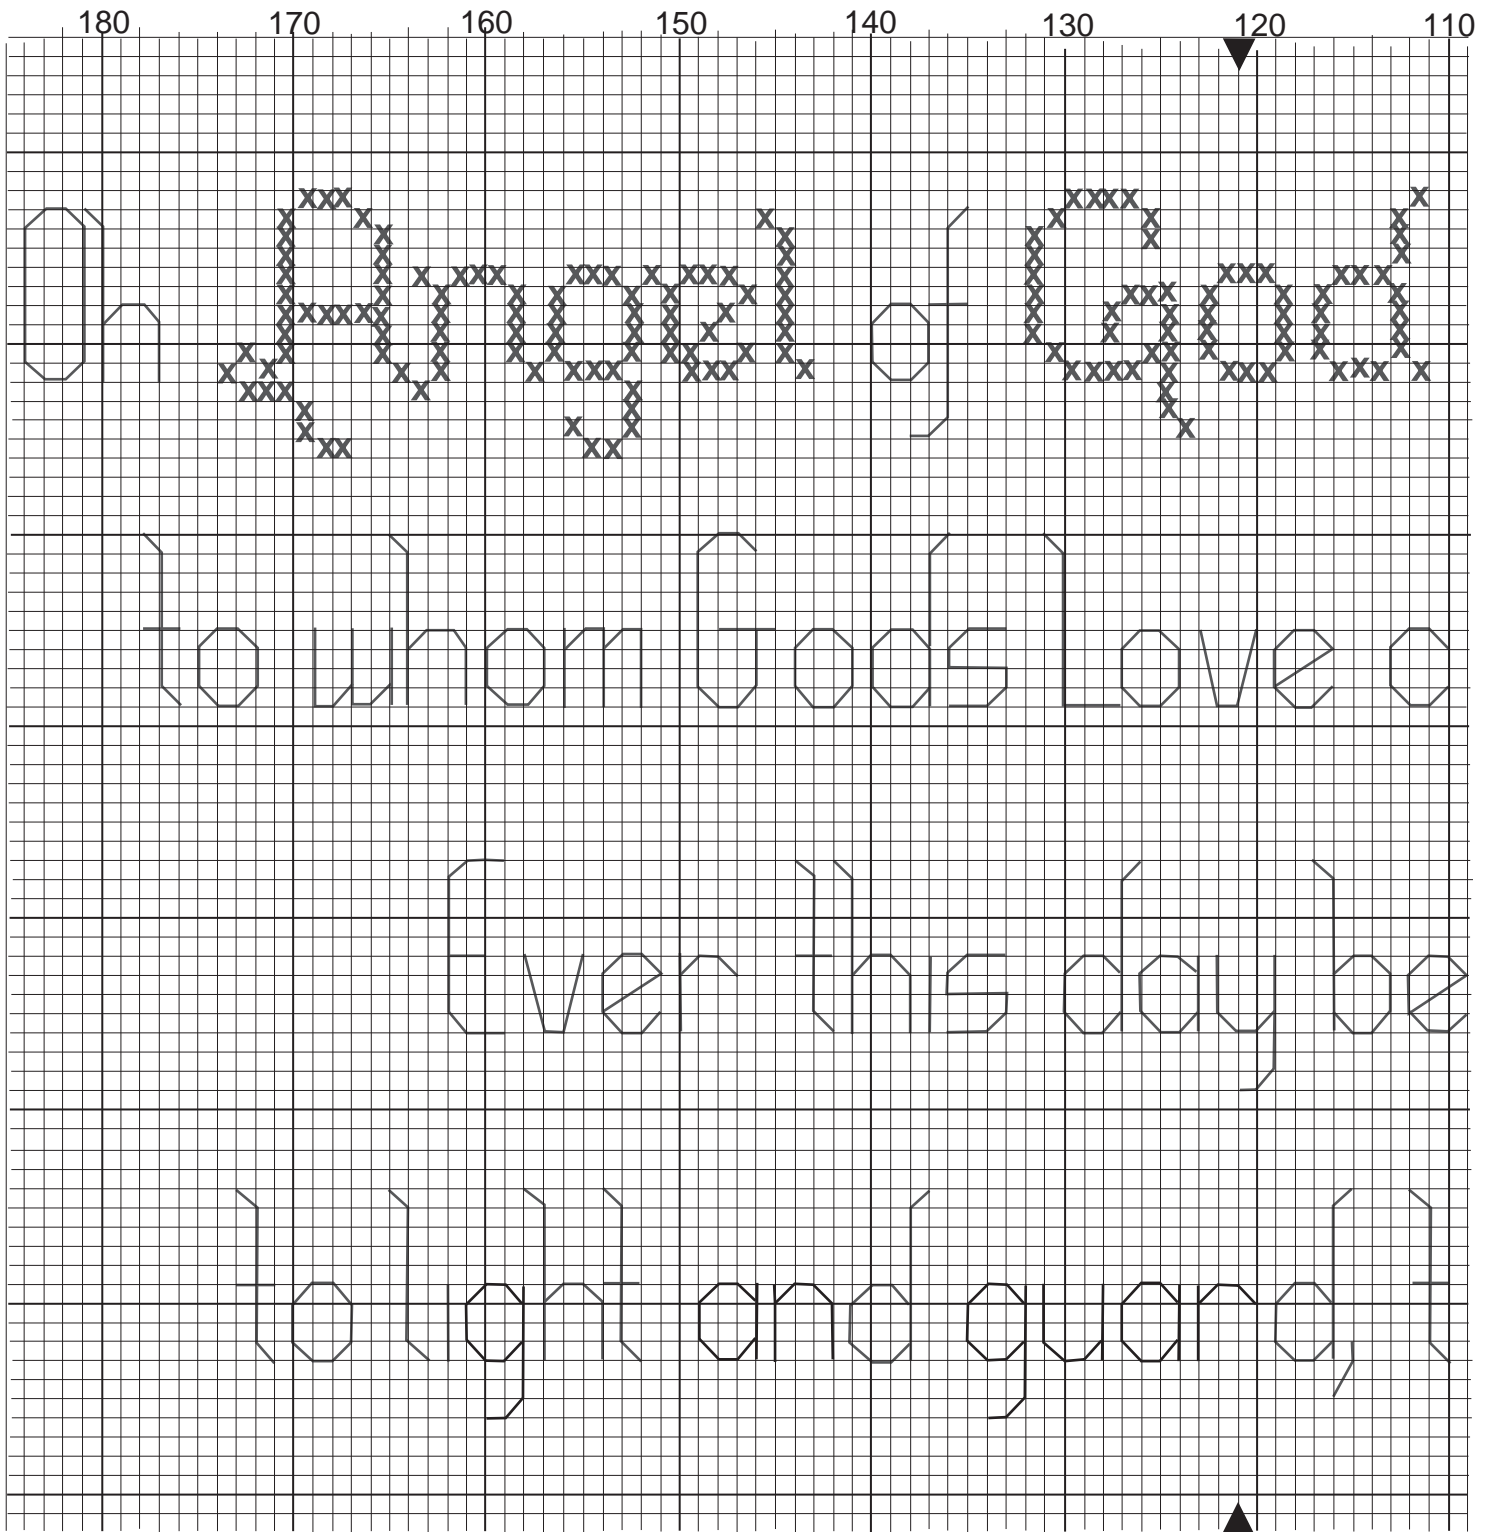 180 170 160 150 140 130 120 110
Oh Angel of God
to whom Gods Love c
Ever this day be
to light and guard, t